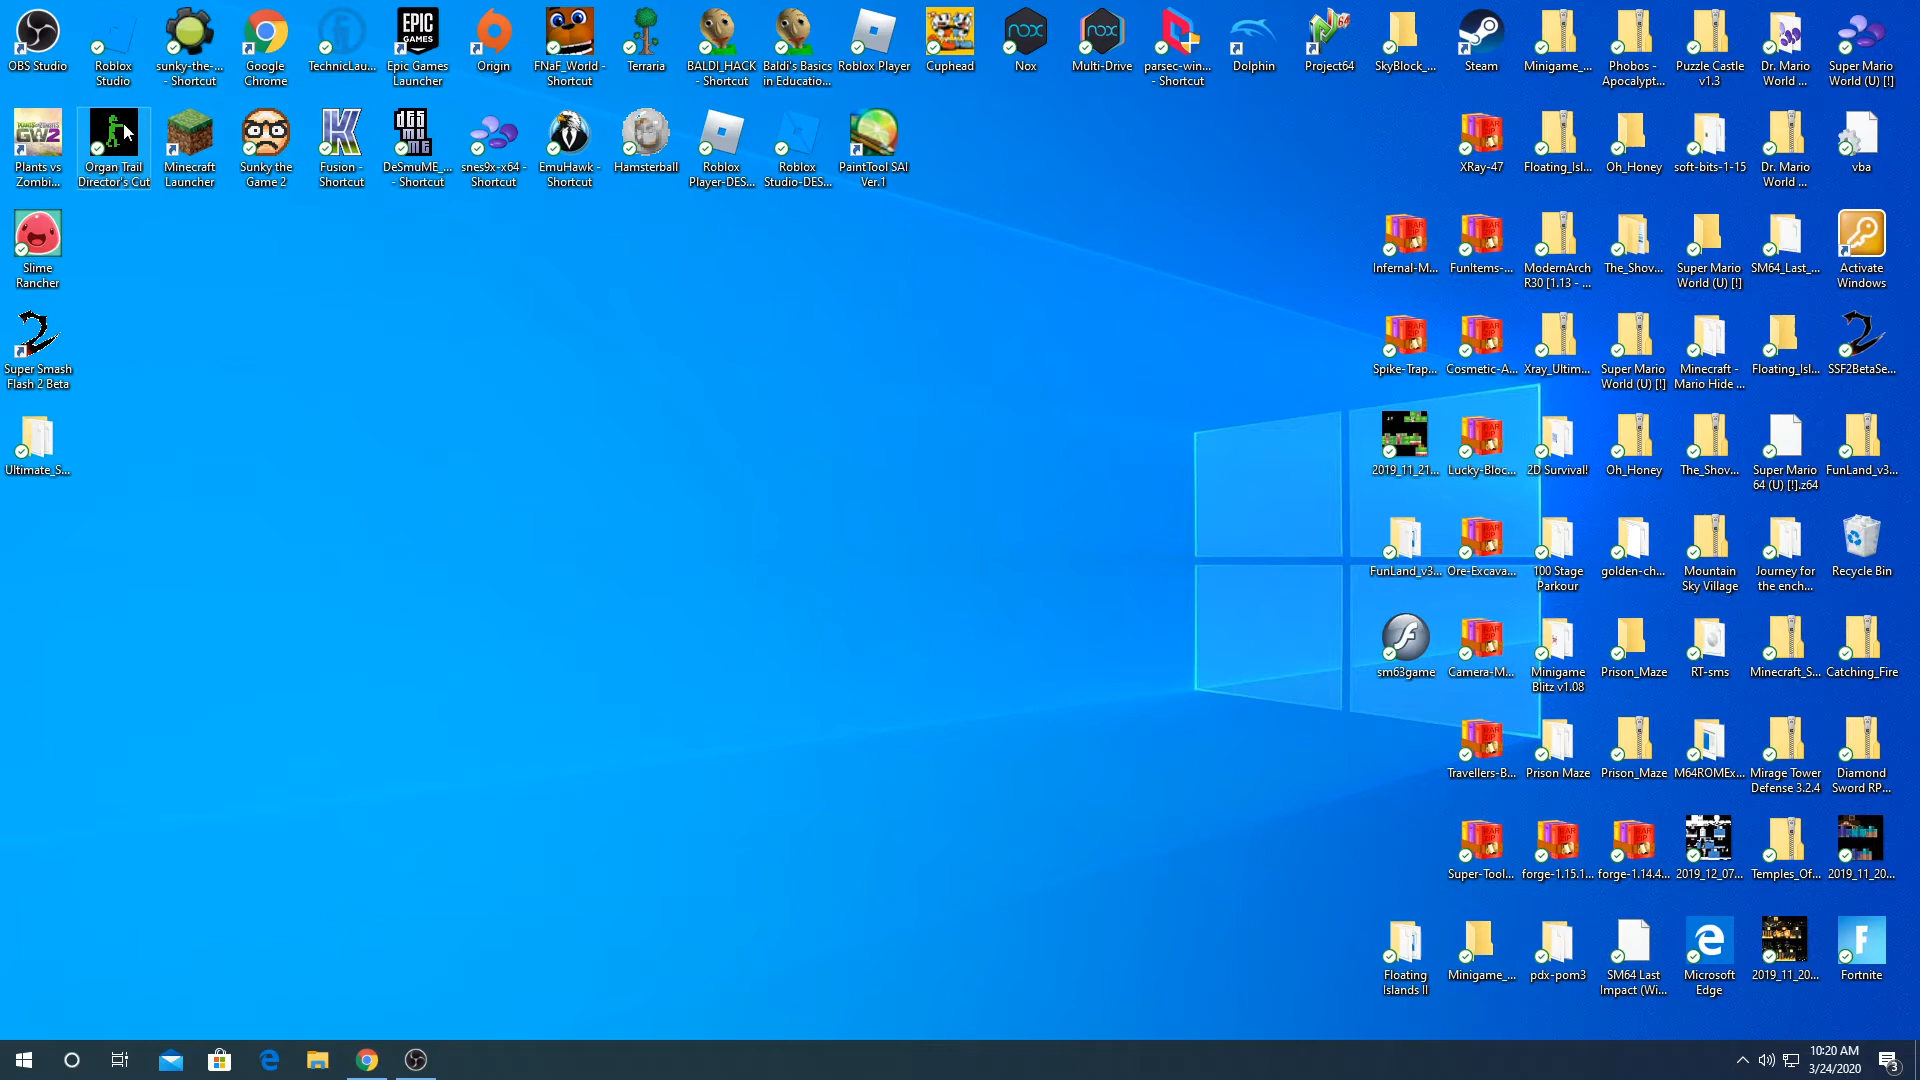 OBS Studio
Roblox
Studio
sunky-the-...
- Shortcut
Google
Chrome
TechnicLau...
EPIC
GAMES
Epic Games
Launcher
Origin
FNaF_World -
Shortcut
Terraria
BALDI_HACK
- Shortcut
Baldi's Basics
in Educatio...
Roblox Player
Cuphead
nox
Nox
nox
Multi-Drive
parsec-win...
- Shortcut
Dolphin
64
Project64
SkyBlock_...
Steam
Minigame_...
Phobos -
Apocalypt...
Puzzle Castle
v1.3
Dr. Mario
World ...
Super Mario
World (U) [!]
GW2
Plants vs
Zombi...
Organ Trail
Director's Cut
Minecraft
Launcher
Sunky the
Game 2
K
Fusion -
Shortcut
DeSmuME_...
- Shortcut
snes9x-x64 -
Shortcut
EmuHawk -
Shortcut
Hamsterball
Roblox
Player-DES...
Roblox
Studio-DES...
PaintTool SAI
Ver.1
XRay-47
Floating_Isl...
Oh_Honey
soft-bits-1-15
Dr. Mario
World ...
vba
Slime
Rancher
Infernal-M...
FunItems-...
ModernArch
R30 [1.13 - ...
The_Shov...
Super Mario
World (U) [!]
SM64_Last_...
Activate
Windows
2
Super Smash
Flash 2 Beta
Spike-Trap...
Cosmetic-A...
Xray_Ultim...
Super Mario
World (U) [!]
Minecraft -
Mario Hide ...
Floating_Isl...
2
SSF2BetaSe...
Ultimate_S...
2019_11_21...
Lucky-Bloc...
2D Survival!
Oh_Honey
The_Shov...
Super Mario
64 (U) [!].z64
FunLand_v3...
FunLand_v3...
Ore-Excava...
100 Stage
Parkour
golden-ch...
Mountain
Sky Village
Journey for
the ench...
Recycle Bin
sm63game
Camera-M...
Minigame
Blitz v1.08
Prison_Maze
RT-sms
Minecraft_S...
Catching_Fire
Travellers-B...
Prison Maze
Prison_Maze
M64ROMEx...
Mirage Tower
Defense 3.2.4
Diamond
Sword RP...
Super-Tool...
forge-1.15.1...
forge-1.14.4...
2019_12_07...
Temples_Of...
2019_11_20...
Floating
Islands II
Minigame_...
pdx-pom3
SM64 Last
Impact (Wi...
Microsoft
Edge
2019_11_20...
F
Fortnite
10:20 AM
3/24/2020
3